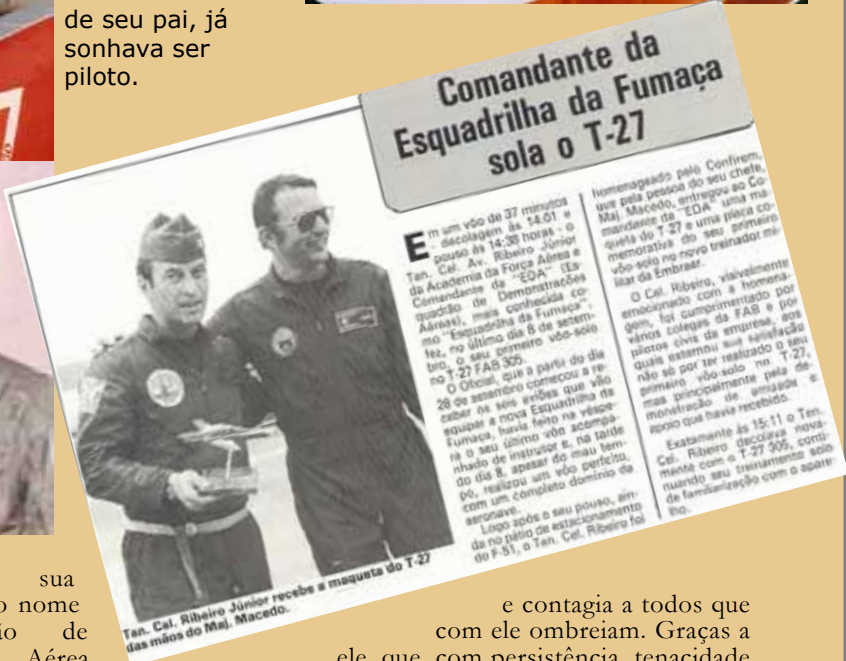 de seu pai, já
sonhava ser
piloto.
Comandante da
Esquadrilha da Fumaça
sola o T-27
Em um vôo de 37 minutos
- decolagem às 14:01 e
pouso às 14:38 horas - o
Ten. Cel. Av. Ribeiro Júnior
da Academia da Força Aérea e
Comandante da "EDA" (Es-
quadrão de Demonstrações
Aéreas), mais conhecida co-
mo "Esquadrilha da Fumaça",
fez, no último dia 8 de setem-
bro, o seu primeiro vôo-solo
no T-27 FAB 305.
O Oficial, que a partir do dia
28 de setembro começou a re-
ceber os seis aviões que vão
equipar a nova Esquadrilha da
Fumaça, havia feito na véspe-
ra o seu último vôo acompa-
nhado de instrutor e, na tarde
do dia 8, apesar do mau tem-
po, realizou um vôo perfeito,
com um completo domínio da
aeronave.
Logo após o seu pouso, ain-
da no pátio de estacionamento
do F-51, o Ten. Cel. Ribeiro foi
homenageado pelo Confirem,
que pela pessoa do seu chefe,
Maj. Macedo, entregou ao Co-
mandante da "EDA" uma ma-
queta do T-27 e uma placa co-
memorativa do seu primeiro
vôo-solo no novo treinador mi-
litar da Embraer.
O Cel. Ribeiro, visivelmente
emocionado com a homena-
gem, foi cumprimentado por
vários colegas da FAB e por
pilotos civis da empresa, aos
quais externou sua satisfação
não só por ter realizado o seu
primeiro vôo-solo no T-27,
mas principalmente pela de-
monstração de amizade e
apoio que havia recebido.
Exatamente às 15:11 o Ten.
Cel. Ribeiro decolava nova-
mente com o T-27 305, conti-
nuando seu treinamento solo
de familiarização com o apare-
lho.
Ten. Cel. Ribeiro Júnior recebe a maqueta do T-27
das mãos do Maj. Macedo.
sua
o nome
de
Aérea
e contagia a todos que
com ele ombreiam. Graças a
ele, que, com persistência, tenacidade